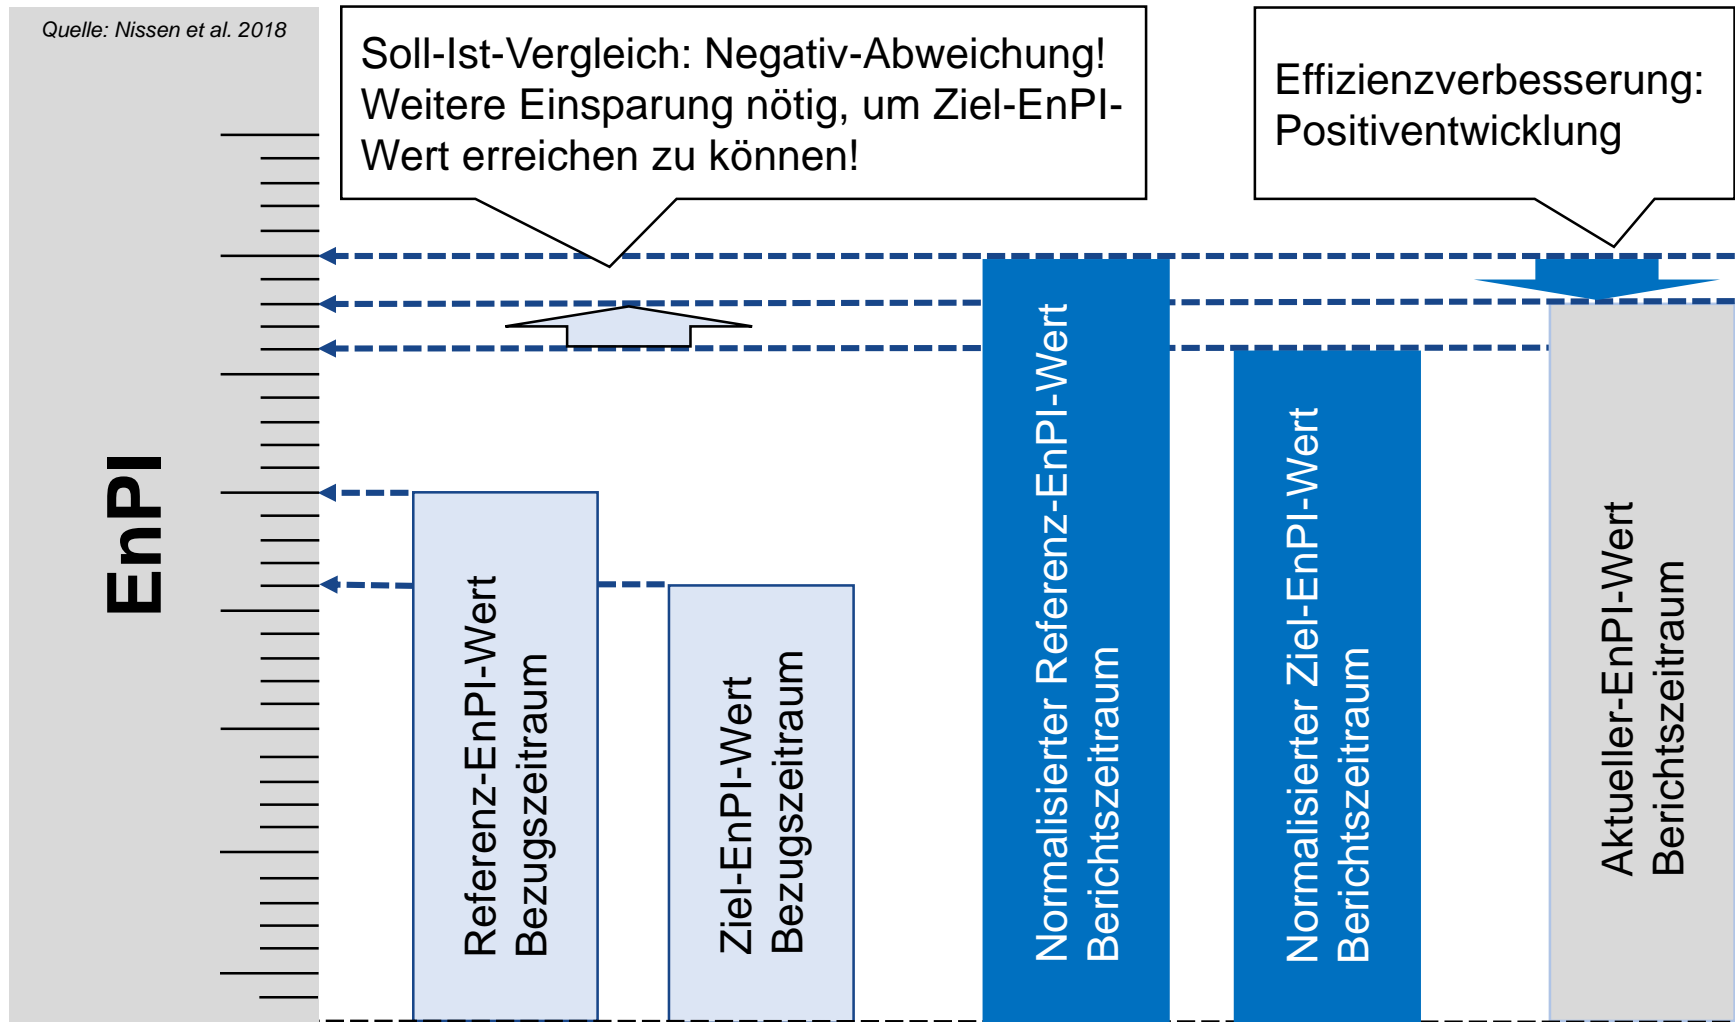 Quelle: Nissen et al. 2018
Soll-Ist-Vergleich: Negativ-Abweichung!
Weitere Einsparung nötig, um Ziel-EnPI-
Wert erreichen zu können!
Effizienzverbesserung:
Positiventwicklung
EnPI
Referenz-EnPI-Wert
Bezugszeitraum
Ziel-EnPI-Wert
Bezugszeitraum
Normalisierter Referenz-EnPI-Wert
Berichtszeitraum
Normalisierter Ziel-EnPI-Wert
Berichtszeitraum
Aktueller-EnPI-Wert
Berichtszeitraum